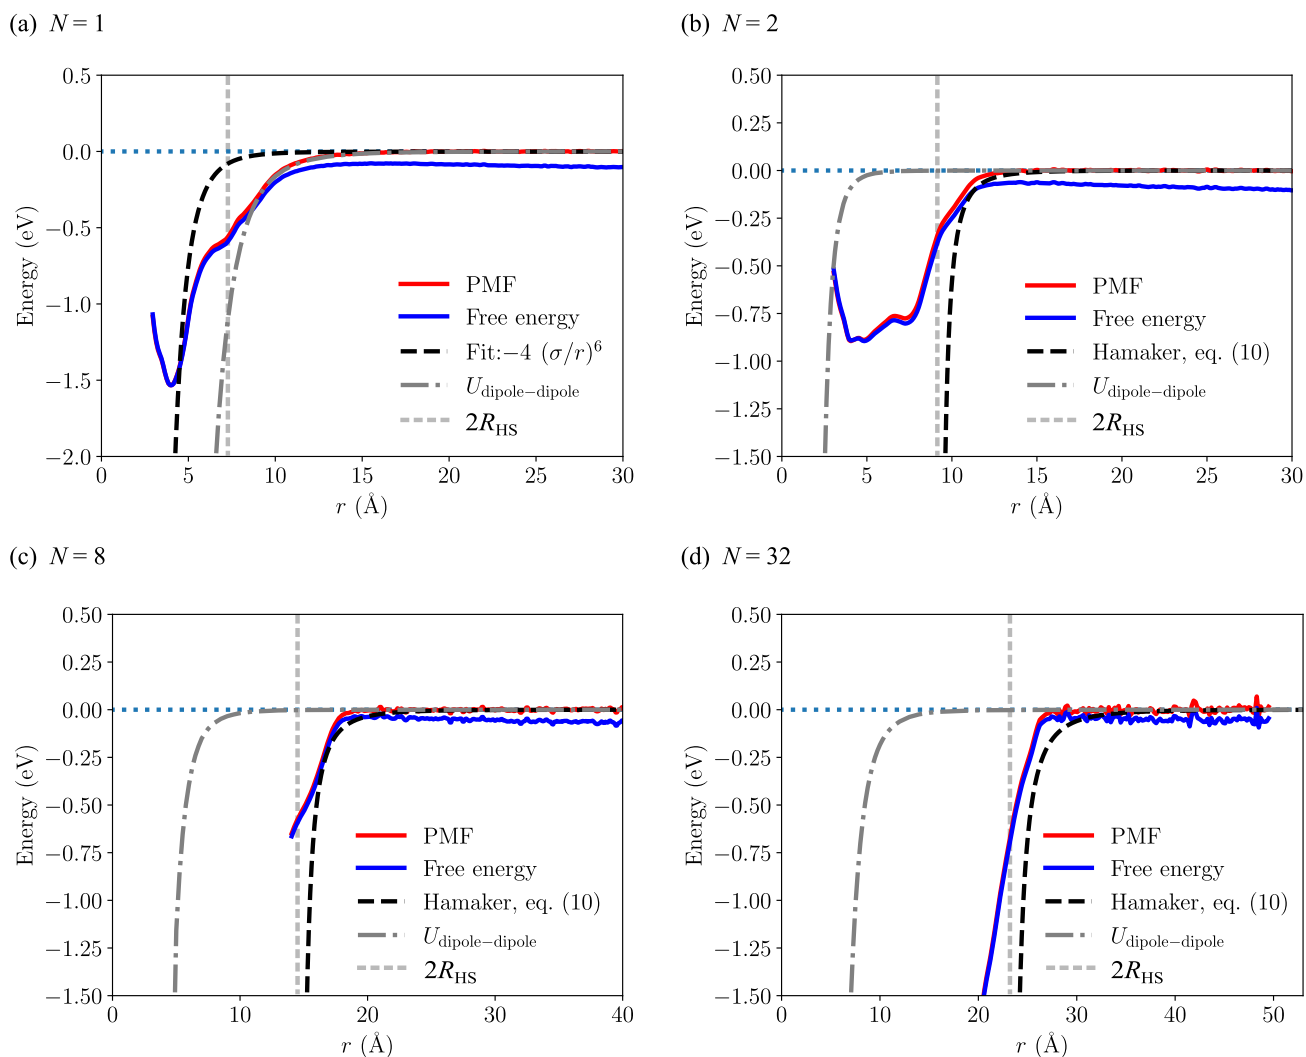 (a) N = 1
0.5
0.0
−0.5
−1.0
−1.5
−2.0
Energy (eV)
PMF
Free energy
Fit:−4 (σ/r)⁶
U_dipole−dipole
2R_HS
0 5 10 15 20 25 30
r (Å)
(b) N = 2
0.50
0.25
0.00
−0.25
−0.50
−0.75
−1.00
−1.25
−1.50
Energy (eV)
PMF
Free energy
Hamaker, eq. (10)
U_dipole−dipole
2R_HS
0 5 10 15 20 25 30
r (Å)
(c) N = 8
0.50
0.25
0.00
−0.25
−0.50
−0.75
−1.00
−1.25
−1.50
Energy (eV)
PMF
Free energy
Hamaker, eq. (10)
U_dipole−dipole
2R_HS
0 10 20 30 40
r (Å)
(d) N = 32
0.50
0.25
0.00
−0.25
−0.50
−0.75
−1.00
−1.25
−1.50
Energy (eV)
PMF
Free energy
Hamaker, eq. (10)
U_dipole−dipole
2R_HS
0 10 20 30 40 50
r (Å)